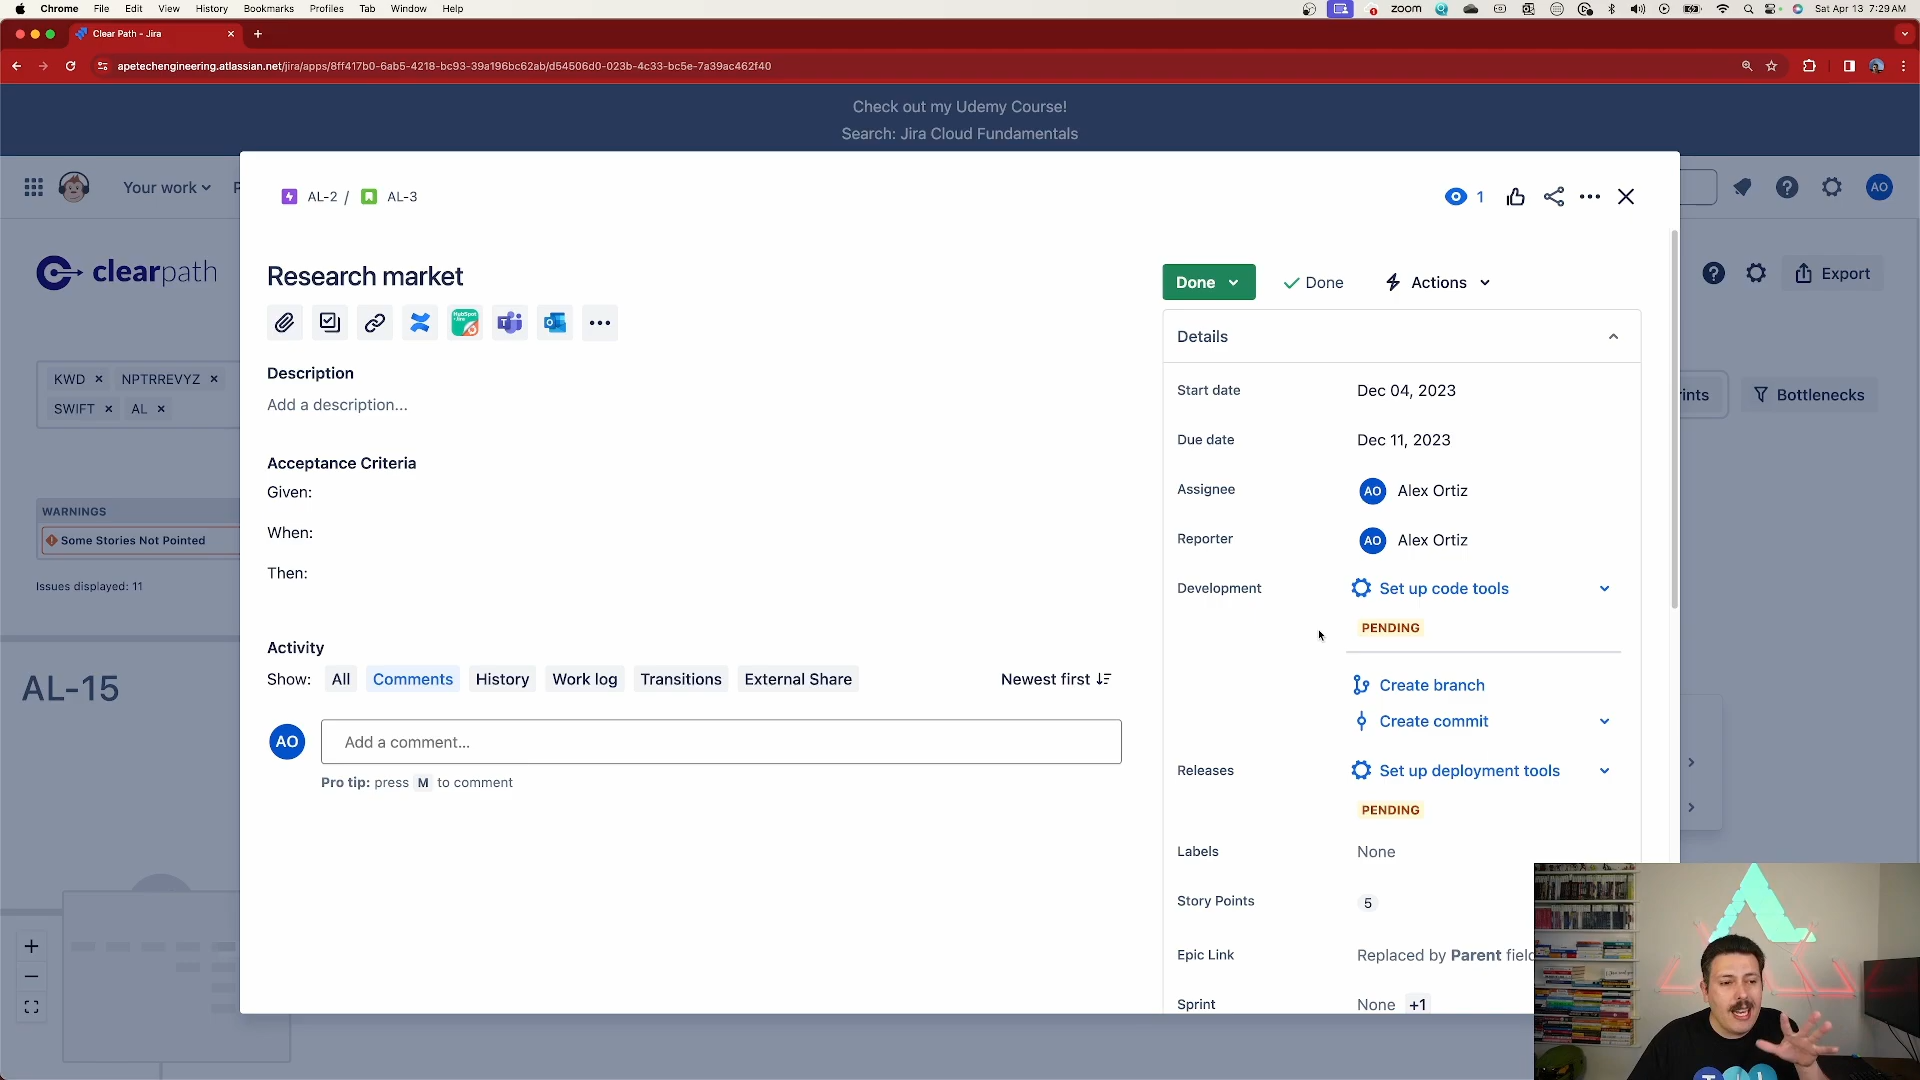 Chrome File Edit View History Bookmarks Profiles Tab Window Help
zoom Sat Apr 13 7:29 AM
Clear Path - Jira
apetechengineering.atlassian.net/jira/apps/8ff417b0-6ab5-4218-bc93-39a196bc62ab/d54506d0-023b-4c33-bc5e-7a39ac462f40
Check out my Udemy Course!
Search: Jira Cloud Fundamentals
Your work
AO
clearpath
Export
KWD × NPTRREVYZ ×
SWIFT × AL ×
Bottlenecks
WARNINGS
Some Stories Not Pointed
Issues displayed: 11
AL-15
AL-2 / AL-3
1
Research market
HubSpot
Description
Add a description...
Acceptance Criteria
Given:
When:
Then:
Activity
Show: All Comments History Work log Transitions External Share Newest first
AO Add a comment...
Pro tip: press M to comment
Done Done Actions
Details
Start date Dec 04, 2023
Due date Dec 11, 2023
Assignee AO Alex Ortiz
Reporter AO Alex Ortiz
Development Set up code tools
PENDING
Create branch
Create commit
Releases Set up deployment tools
PENDING
Labels None
Story Points 5
Epic Link Replaced by Parent field
Sprint None +1